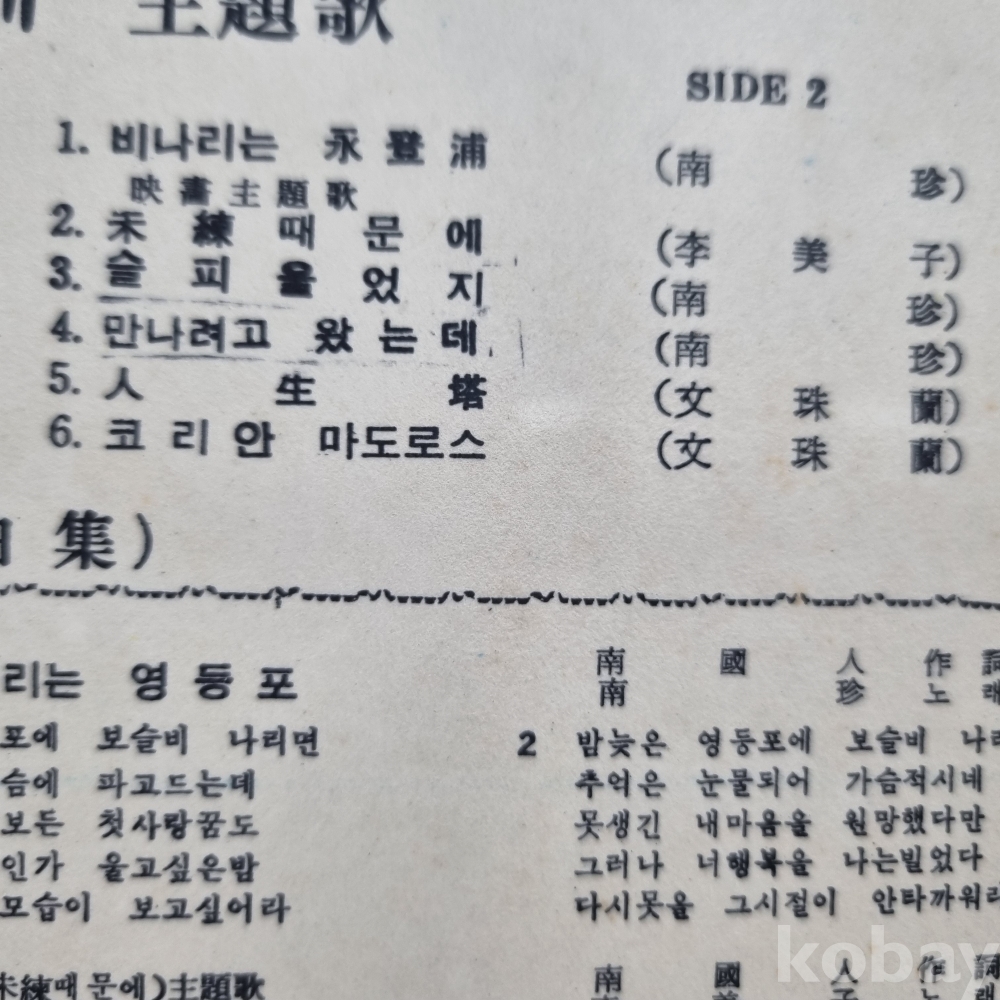 主題歌
SIDE 2
1. 비나리는 永登浦 (南 珍)
映畵主題歌
2. 未練때문에 (李美子)
3. 슬피울었지 (南 珍)
4. 만나려고 왔는데 (南 珍)
5. 人生塔 (文珠蘭)
6. 코리안 마도로스 (文珠蘭)
集)
리는 영등포
南國人 作詞
南 珍 노래
포에 보슬비 나리면
슴에 파고드는데
보든 첫사랑꿈도
인가 울고싶은밤
모습이 보고싶어라
2 밤늦은 영등포에 보슬비 나리
추억은 눈물되어 가슴적시네
못생긴 내마음을 원망했다만
그러나 너행복을 나는빌었다
다시못올 그시절이 안타까워라
未練때문에)主題歌
南國人 作詞
kobay